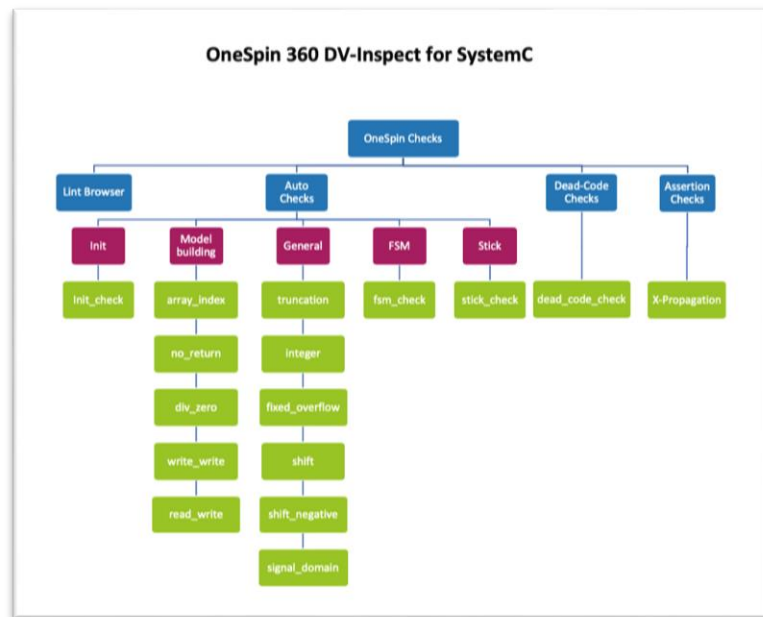 OneSpin 360 DV-Inspect for SystemC
OneSpin Checks
Lint Browser
Auto
Checks
Dead-Code
Checks
Assertion
Checks
Init
Model
building
General
FSM
Stick
Init_check
array_index
truncation
fsm_check
stick_check
dead_code_check
X-Propagation
no_return
integer
div_zero
fixed_overflow
write_write
shift
read_write
shift_negative
signal_domain